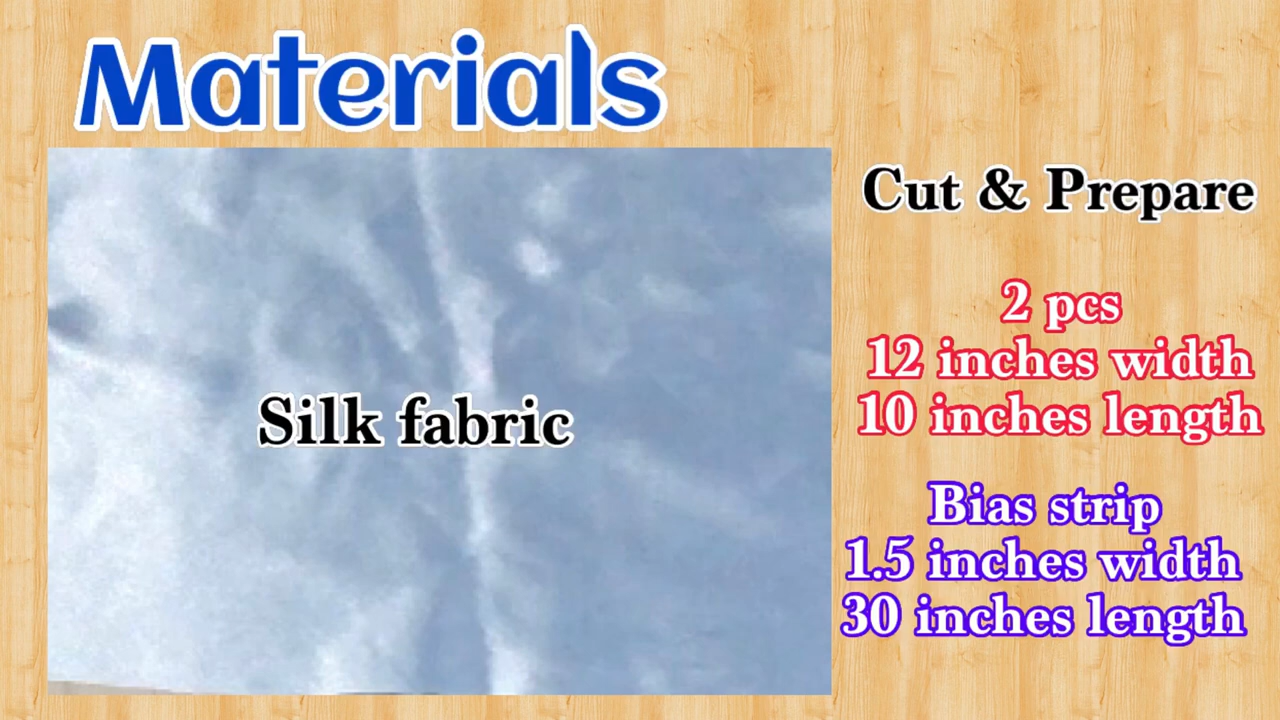 Materials
Silk fabric
Cut & Prepare
2 pcs
12 inches width
10 inches length
Bias strip
1.5 inches width
30 inches length